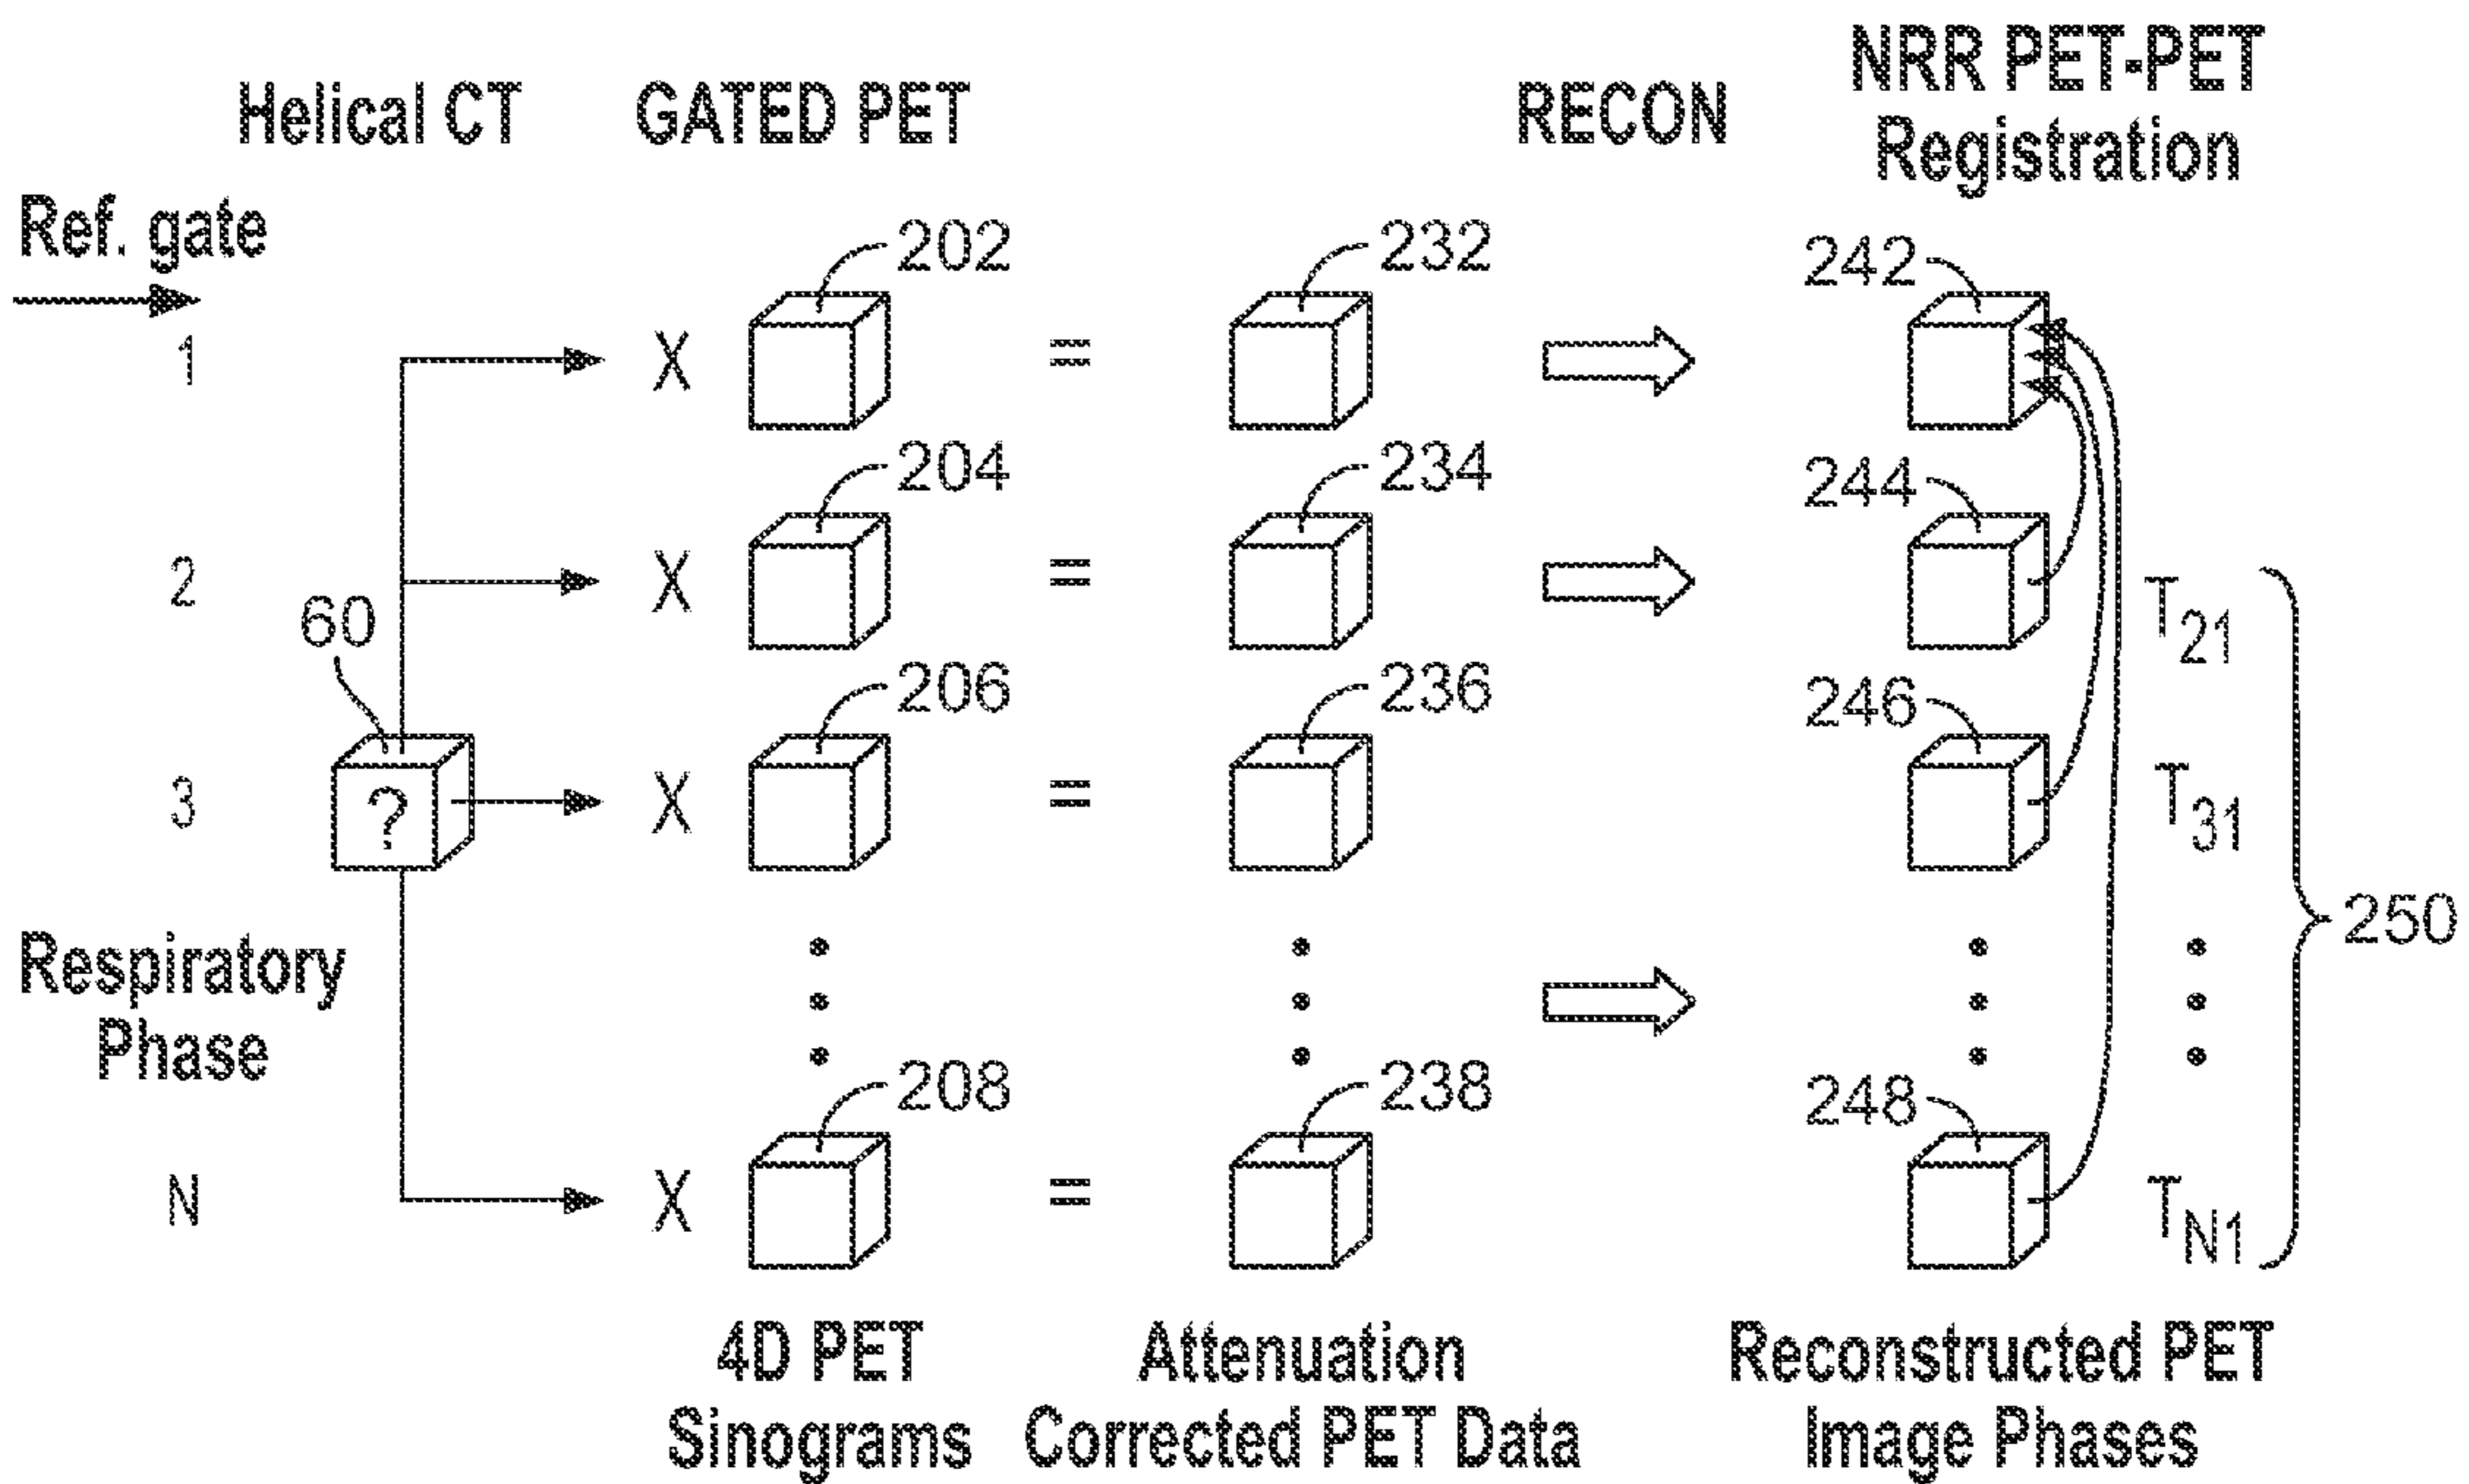 Helical CT
GATED PET
RECON
NRR PET-PET
Registration
Ref. gate
1
X
202
=
232
242
2
X
204
=
234
244
T21
60
3
?
X
206
=
236
246
T31
250
Respiratory
Phase
N
X
208
=
238
248
TN1
4D PET
Sinograms
Attenuation
Corrected PET Data
Reconstructed PET
Image Phases